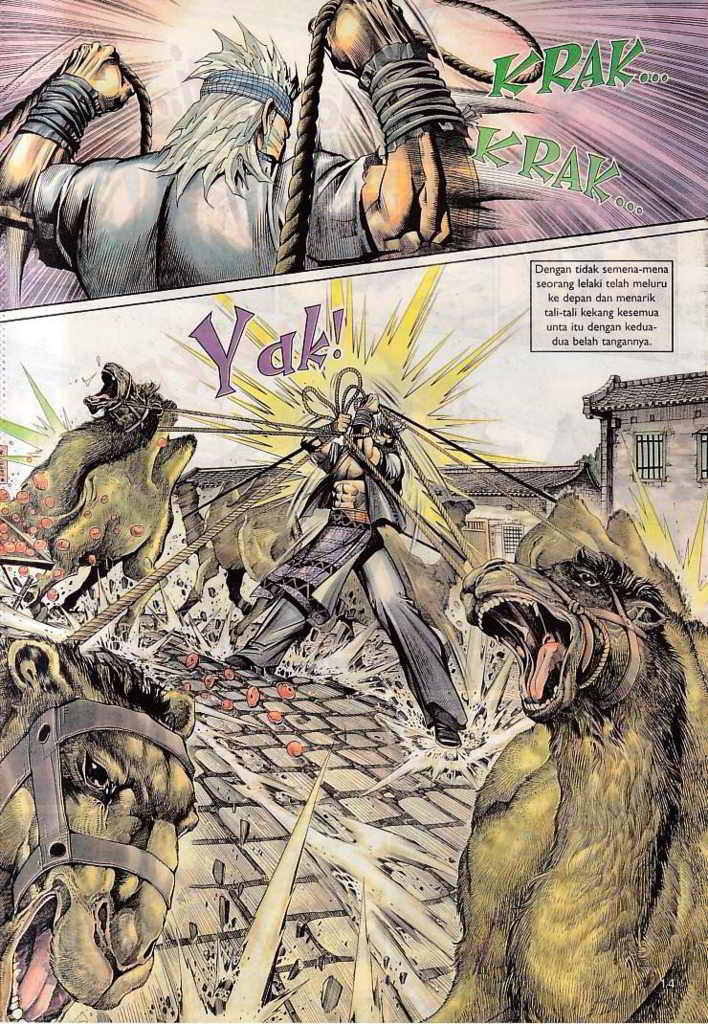 KRAK...
KRAK...
Dengan tidak semena-mena
seorang lelaki telah meluru
ke depan dan menarik
tali-tali kekang kesemua
unta itu dengan kedua-
dua belah tangannya.
Yak!
14